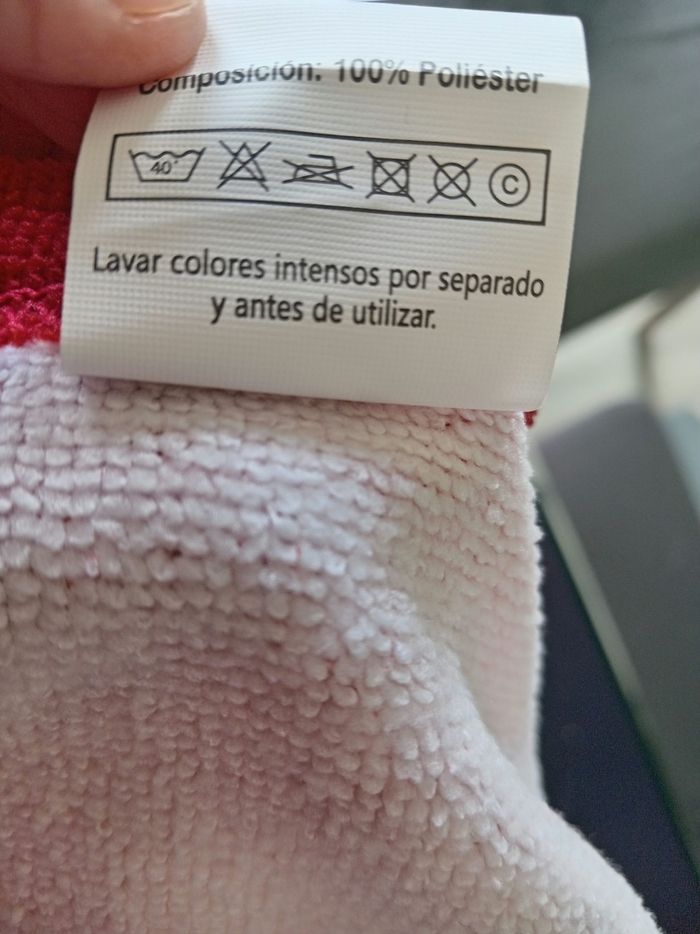 Composición: 100% Poliéster
40°
C
Lavar colores intensos por separado
y antes de utilizar.